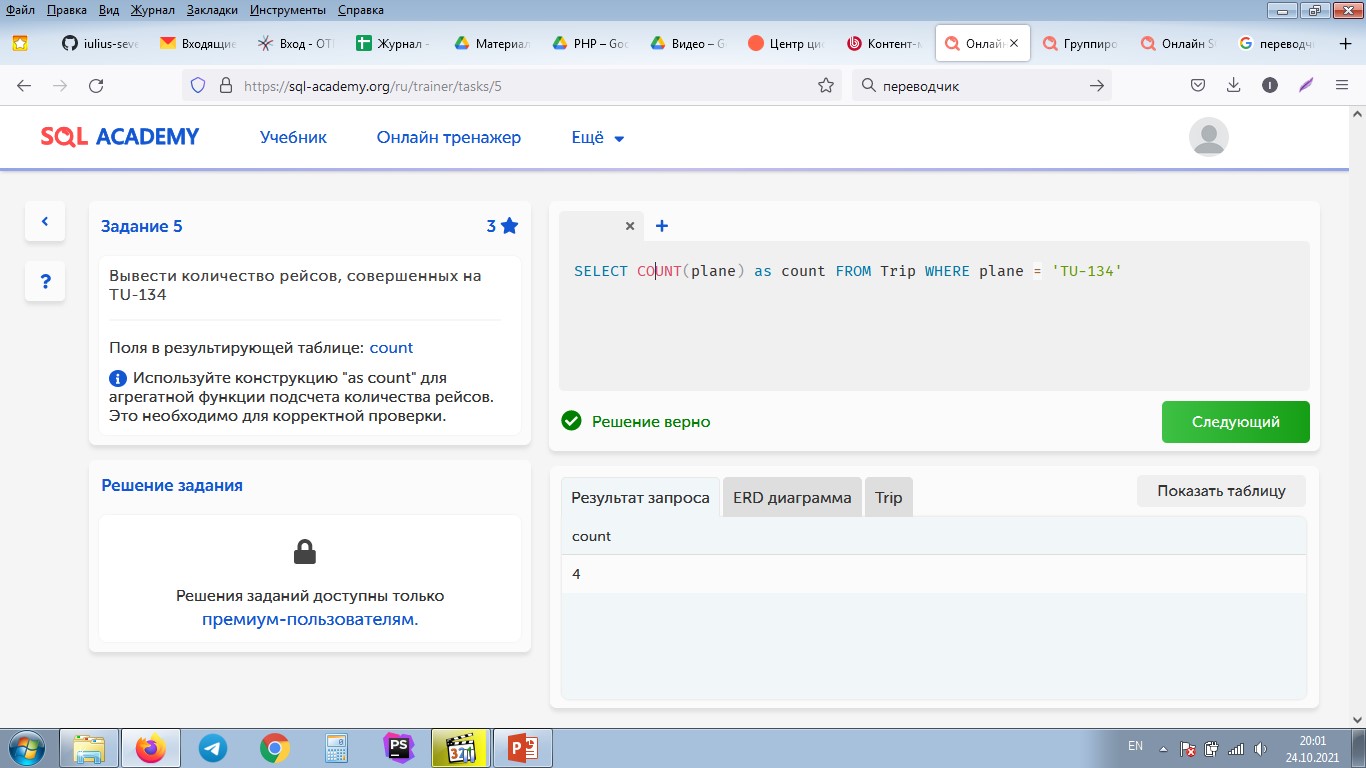 Файл Правка Вид Журнал Закладки Инструменты Справка
iulius-seve Входящие Вход - ОТ Журнал - Материал PHP – Goo Видео – G Центр ци Контент-м Онлайн Группиро Онлайн S переводч
https://sql-academy.org/ru/trainer/tasks/5 переводчик
SQL ACADEMY Учебник Онлайн тренажер Ещё
Задание 5 3
Вывести количество рейсов, совершенных на
TU-134
Поля в результирующей таблице: count
Используйте конструкцию "as count" для
агрегатной функции подсчета количества рейсов.
Это необходимо для корректной проверки.
Решение задания
Решения заданий доступны только
премиум-пользователям.
SELECT COUNT(plane) as count FROM Trip WHERE plane = 'TU-134'
Решение верно Следующий
Результат запроса ERD диаграмма Trip Показать таблицу
count
4
PS 321 P EN 20:01
24.10.2021